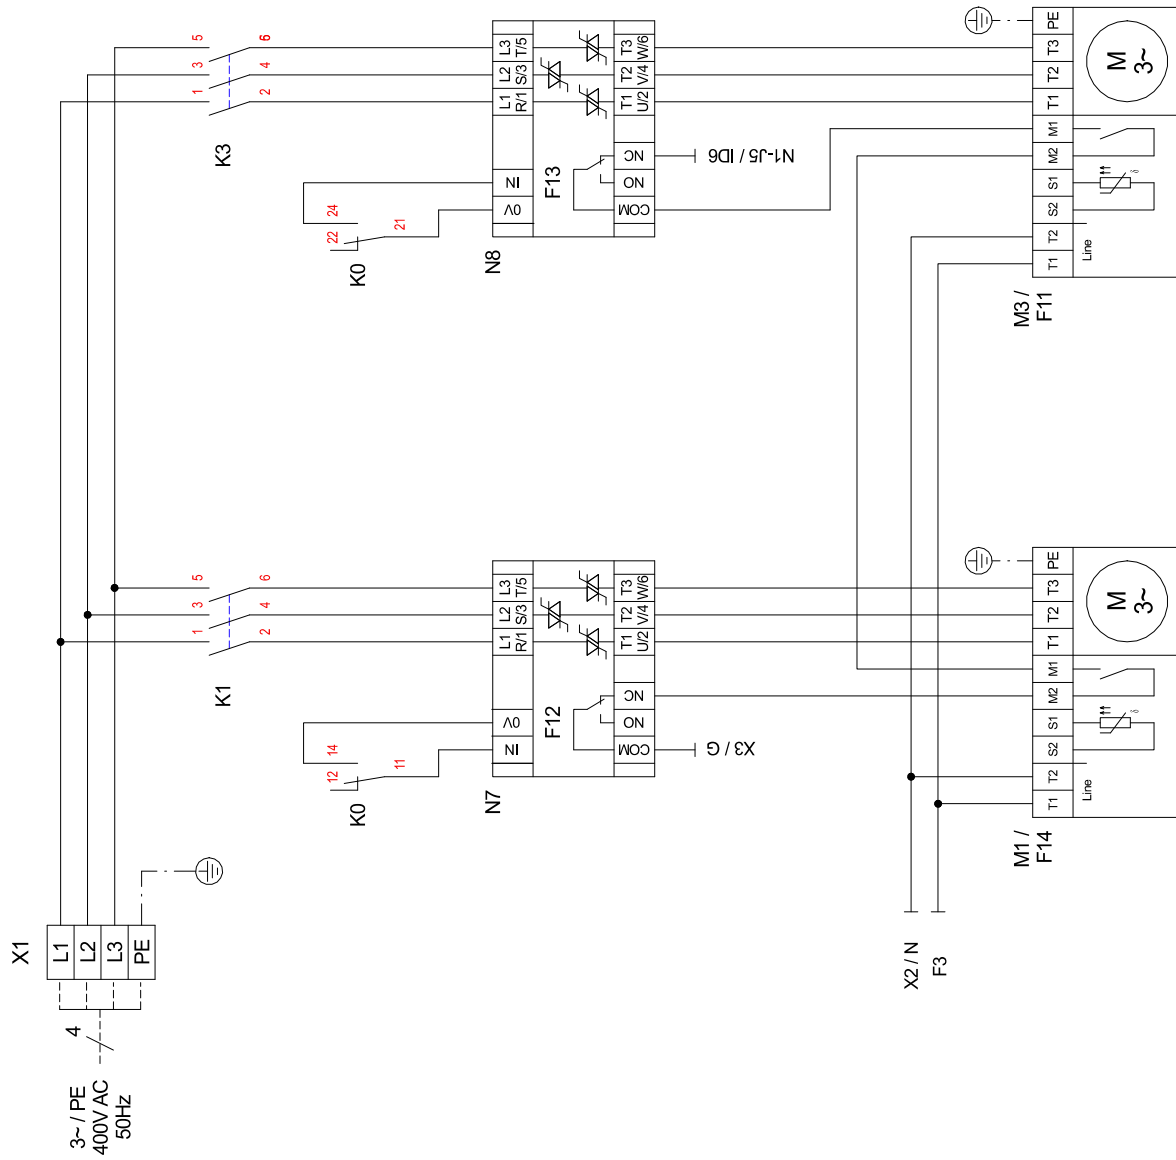 3~ / PE
400V AC
50Hz
4
X1
L1
L2
L3
PE
K1
1
3
5
2
4
6
K3
1
3
5
2
4
6
K0
12
14
11
K0
22
24
21
N7
IN
0V
L1
R/1
L2
S/3
L3
T/5
F12
COM
NO
NC
T1
U/2
T2
V/4
T3
W/6
X3 / G
N8
0V
IN
L1
R/1
L2
S/3
L3
T/5
F13
COM
NO
NC
T1
U/2
T2
V/4
T3
W/6
N1-J5 / ID6
X2 / N
F3
M1 /
F14
T1
T2
S2
S1
M2
M1
T1
T2
T3
PE
Line
M
3~
M3 /
F11
T1
T2
S2
S1
M2
M1
T1
T2
T3
PE
Line
M
3~